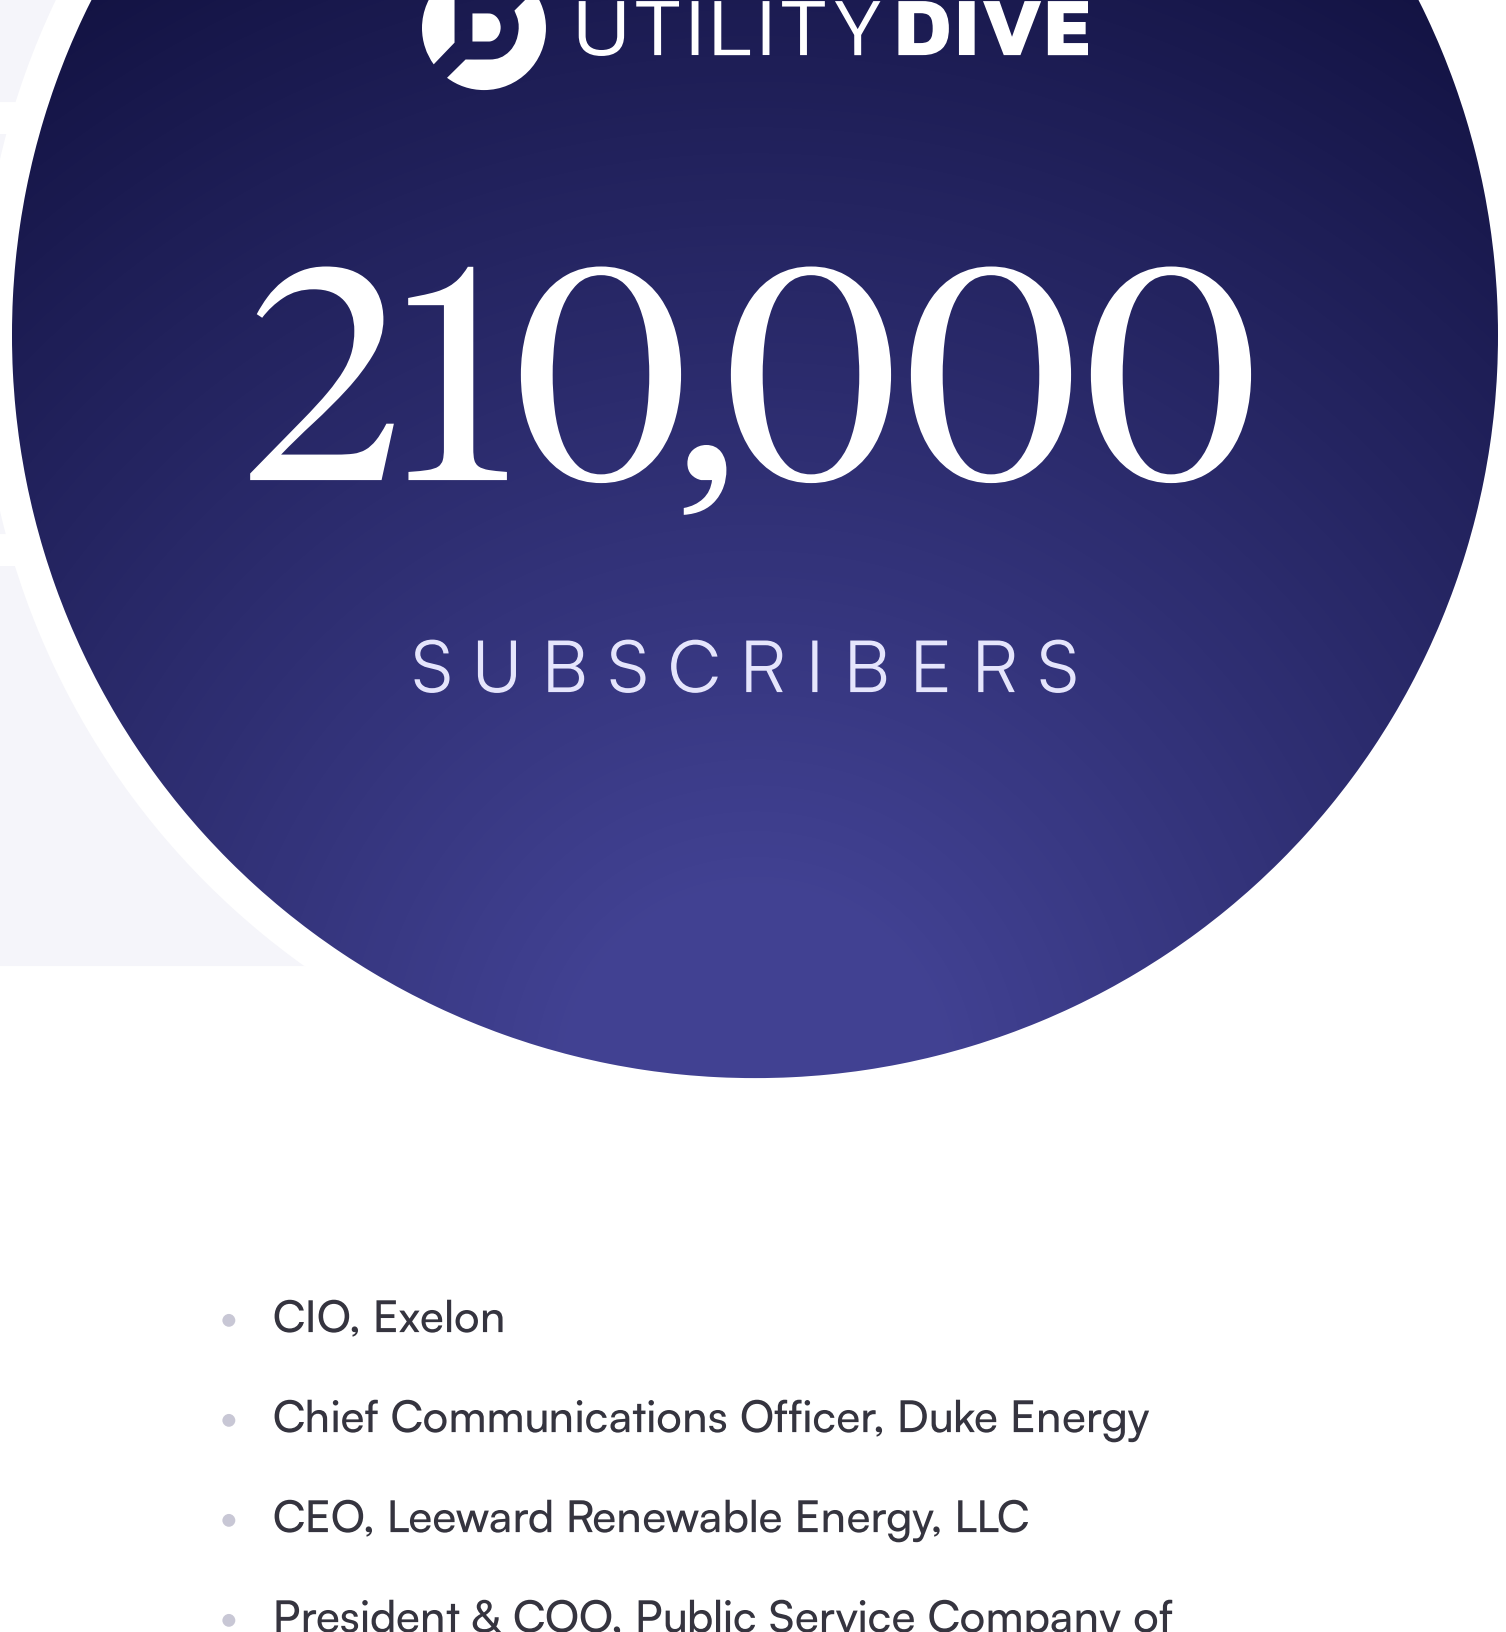 UTILITY DIVE
210,000
SUBSCRIBERS
CIO, Exelon
Chief Communications Officer, Duke Energy
CEO, Leeward Renewable Energy, LLC
President & COO, Public Service Company of